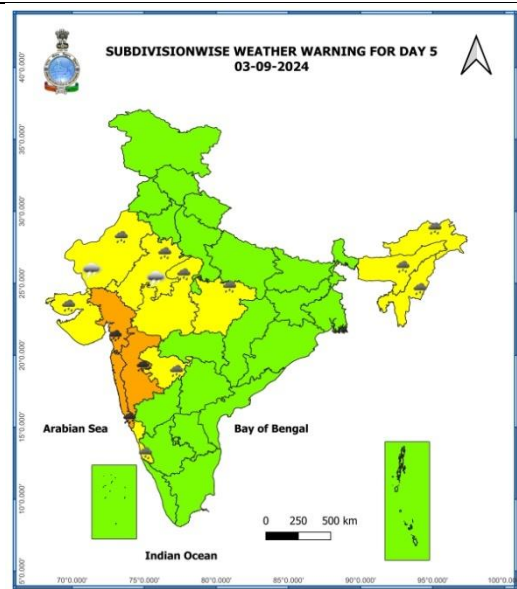 SUBDIVISIONWISE WEATHER WARNING FOR DAY 5
03-09-2024
40°0.000'
35°0.000'
30°0.000'
25°0.000'
20°0.000'
15°0.000'
10°0.000'
5°0.000'
Arabian Sea
Bay of Bengal
0 250 500 km
Indian Ocean
70°0.000' 75°0.000' 80°0.000' 85°0.000' 90°0.000' 95°0.000'